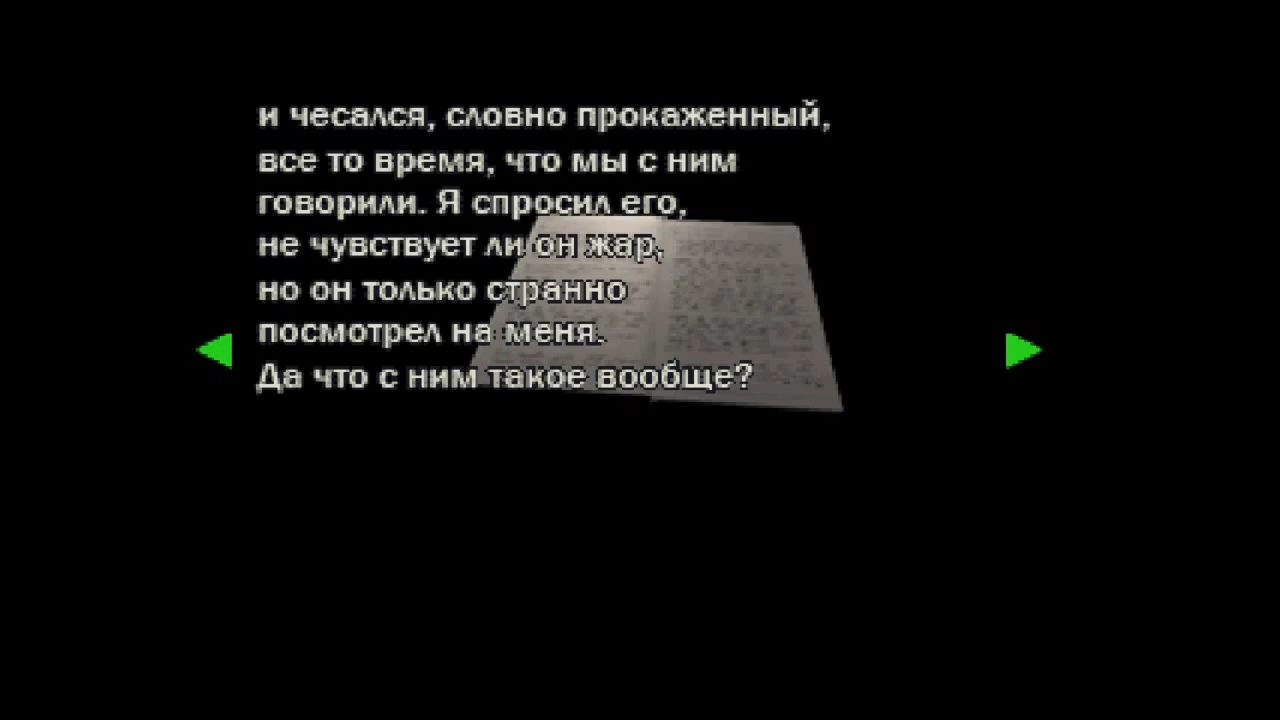 и чесался, словно прокаженный,
все то время, что мы с ним
говорили. Я спросил его,
не чувствует ли он жар,
но он только странно
посмотрел на меня.
Да что с ним такое вообще?